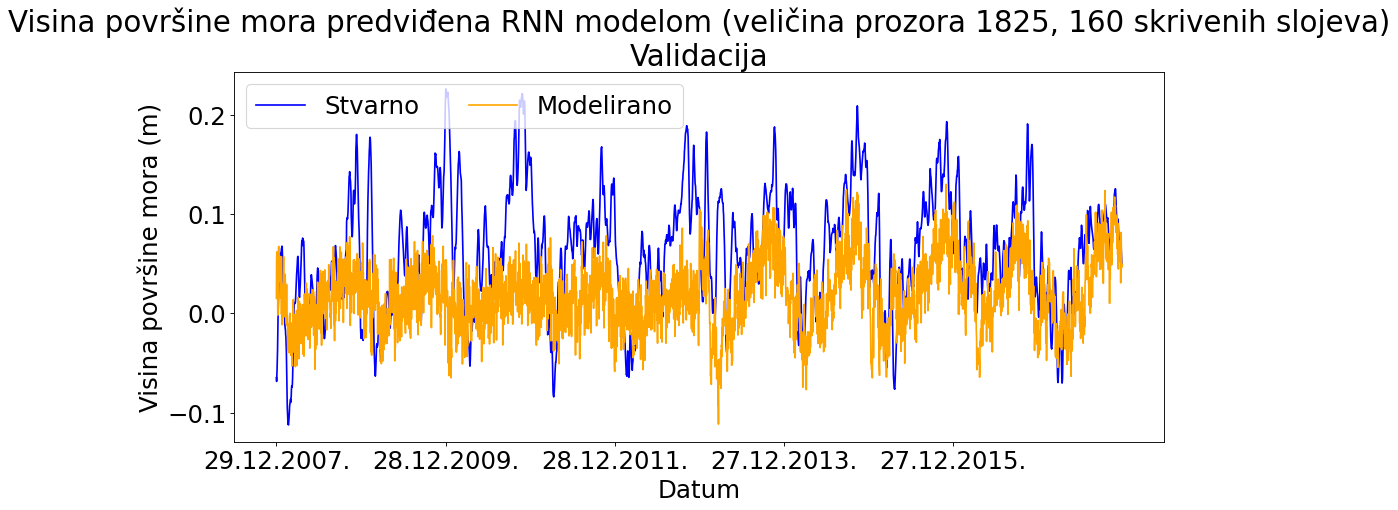 Visina površine mora predviđena RNN modelom (veličina prozora 1825, 160 skrivenih slojeva)
Validacija
Stvarno
Modelirano
Visina površine mora (m)
0.2
0.1
0.0
−0.1
29.12.2007.
28.12.2009.
28.12.2011.
27.12.2013.
27.12.2015.
Datum